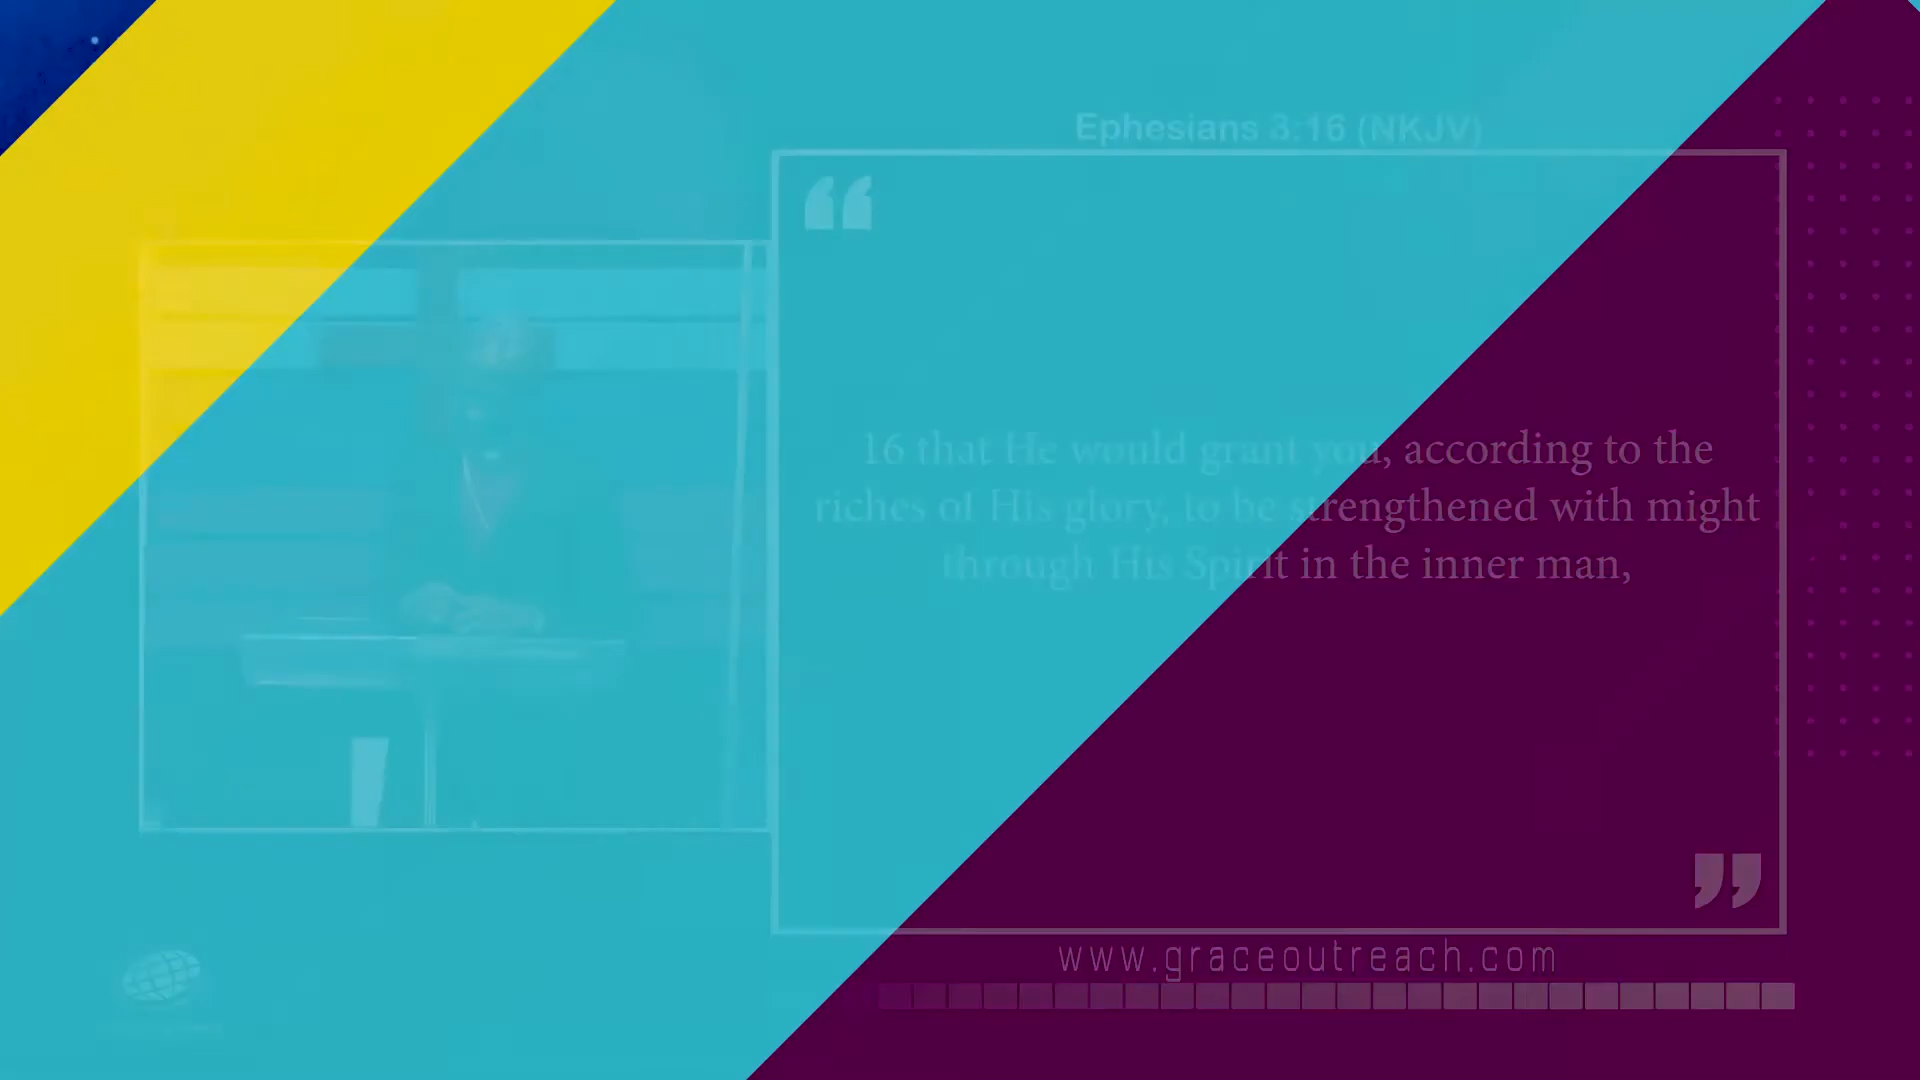 Ephesians 3:16 (NKJV)
“
16 that He would grant you, according to the
riches of His glory, to be strengthened with might
through His Spirit in the inner man,
”
www.graceoutreach.com